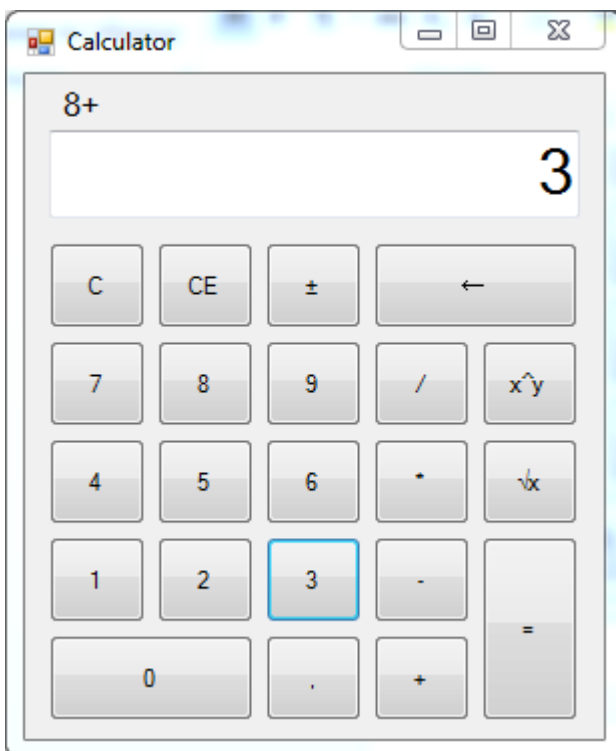 Calculator
8+
3
C CE ± ←
7 8 9 / x^y
4 5 6 * √x
1 2 3 - =
0 , +